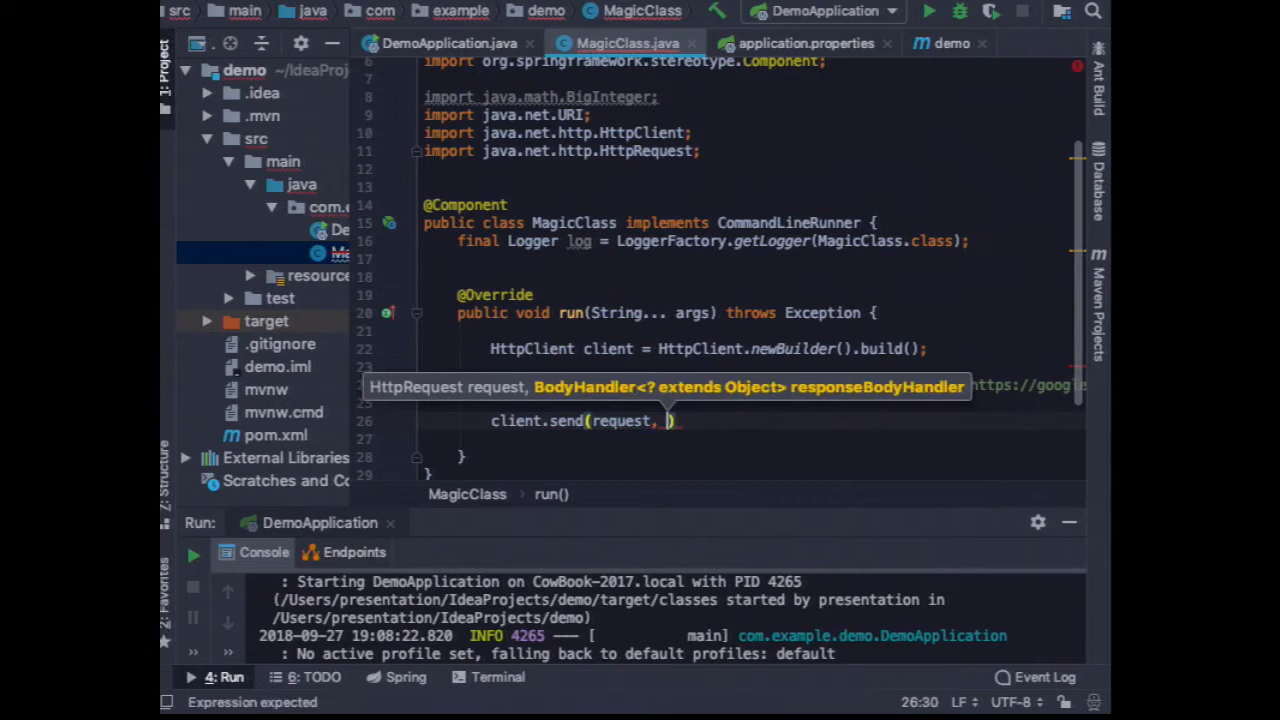 src main java com example demo MagicClass DemoApplication
1: Project
DemoApplication.java MagicClass.java application.properties demo
demo ~/IdeaProj
.idea
.mvn
src
main
java
com.e
De
resource
test
target
.gitignore
demo.iml
mvnw
mvnw.cmd
pom.xml
External Libraries
Scratches and Co
Z: Structure
2: Favorites
6 import org.springframework.stereotype.Component;
7
8 import java.math.BigInteger;
9 import java.net.URI;
10 import java.net.http.HttpClient;
11 import java.net.http.HttpRequest;
12
13
14 @Component
15 public class MagicClass implements CommandLineRunner {
16 final Logger log = LoggerFactory.getLogger(MagicClass.class);
17
18
19 @Override
20 public void run(String... args) throws Exception {
21
22 HttpClient client = HttpClient.newBuilder().build();
HttpRequest request, BodyHandler<? extends Object> responseBodyHandler
https://google
25
26 client.send(request, )
27
28 }
29 }
MagicClass run()
Ant Build
Database
Maven Projects
Run: DemoApplication
Console Endpoints
: Starting DemoApplication on CowBook-2017.local with PID 4265
(/Users/presentation/IdeaProjects/demo/target/classes started by presentation in
/Users/presentation/IdeaProjects/demo)
2018-09-27 19:08:22.820 INFO 4265 --- [ main] com.example.demo.DemoApplication
: No active profile set, falling back to default profiles: default
4: Run 6: TODO Spring Terminal Event Log
Expression expected 26:30 LF UTF-8